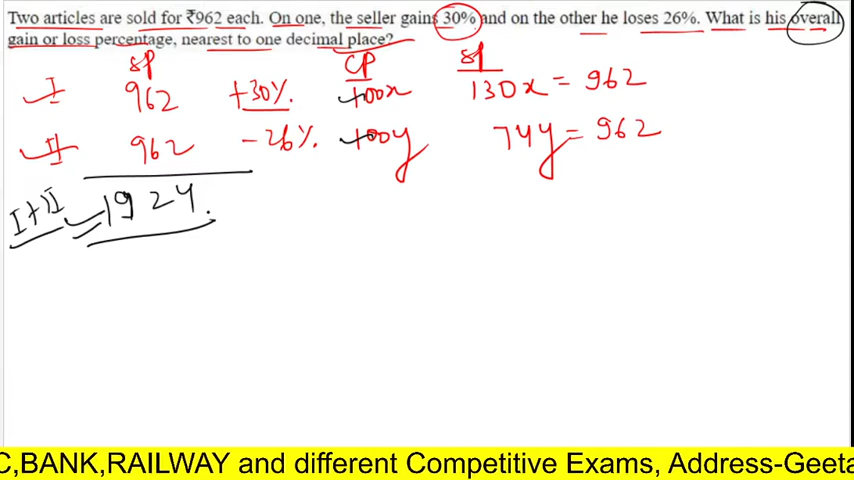 Two articles are sold for ₹962 each. On one, the seller gains 30% and on the other he loses 26%. What is his overall
gain or loss percentage, nearest to one decimal place?
SP CP SP
I 962 +30% 100x 130x = 962
II 962 -26% 100y 74y = 962
I+II 1924.
C,BANK,RAILWAY and different Competitive Exams, Address-Geeta